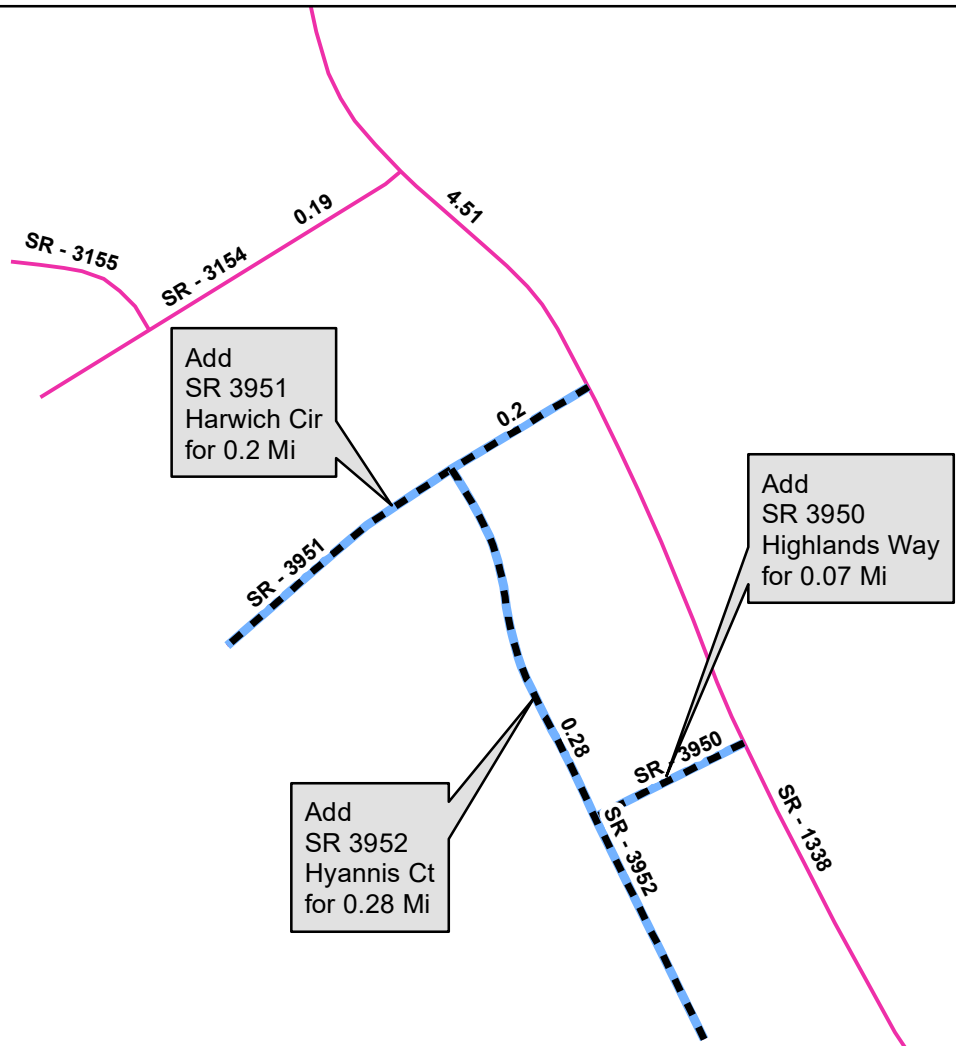 4.51
0.19
SR - 3155
SR - 3154
Add
SR 3951
Harwich Cir
for 0.2 Mi
0.2
SR - 3951
Add
SR 3950
Highlands Way
for 0.07 Mi
0.28
SR - 3950
Add
SR 3952
Hyannis Ct
for 0.28 Mi
SR - 3952
SR - 1338